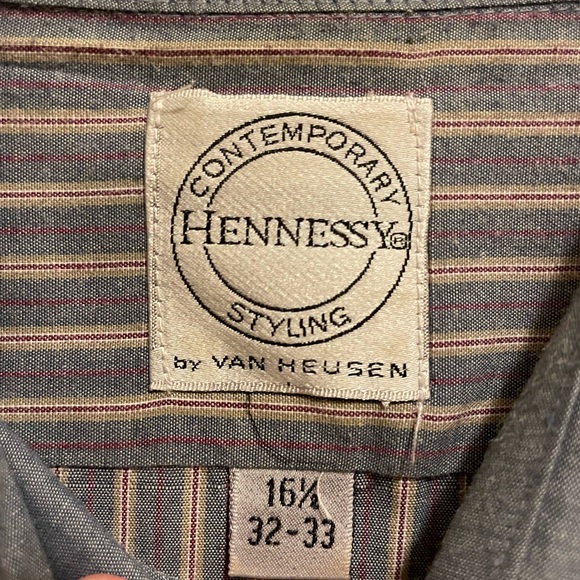 CONTEMPORARY
HENNESSY®
STYLING
by VAN HEUSEN
16½
32-33